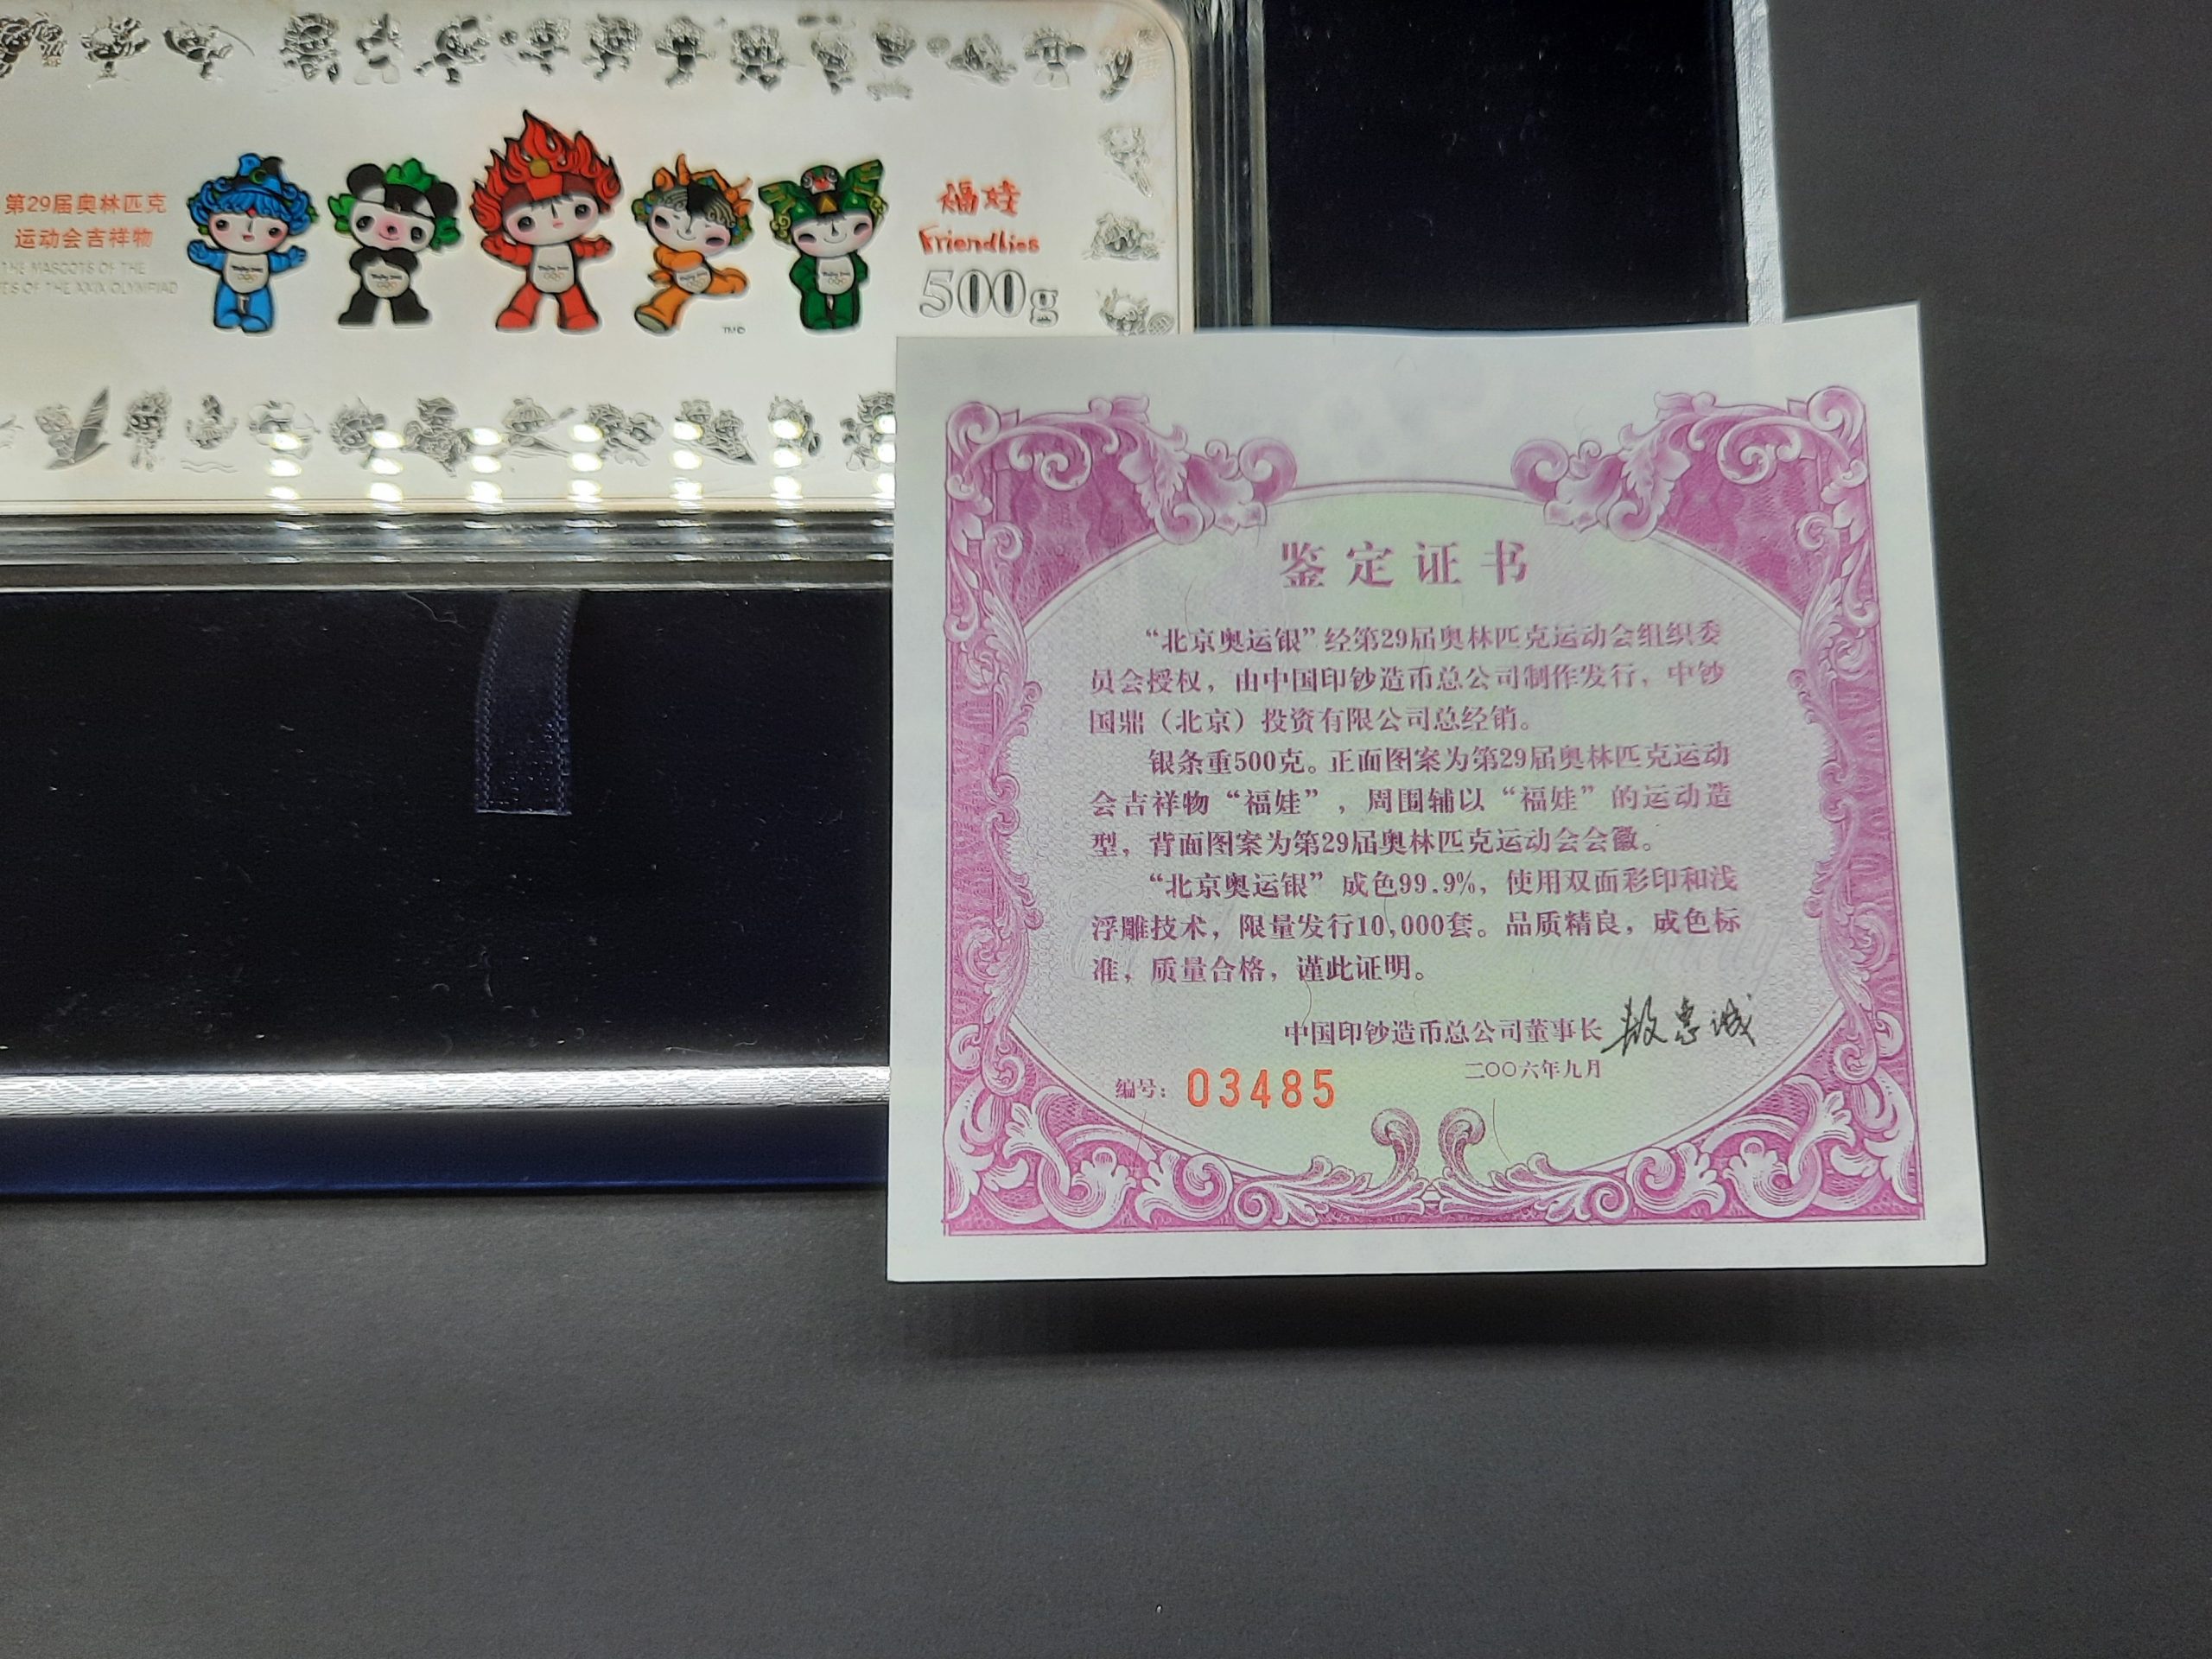 第29届奥林匹克
运动会吉祥物
THE MASCOTS OF THE
ES OF THE XXIX OLYMPIAD
福娃
Friendlies
500g
TM©
鉴定证书
“北京奥运银”经第29届奥林匹克运动会组织委
员会授权，由中国印钞造币总公司制作发行，中钞
国鼎（北京）投资有限公司总经销。
银条重500克。正面图案为第29届奥林匹克运动
会吉祥物“福娃”，周围辅以“福娃”的运动造
型，背面图案为第29届奥林匹克运动会会徽。
“北京奥运银”成色99.9%，使用双面彩印和浅
浮雕技术，限量发行10,000套。品质精良，成色标
准，质量合格，谨此证明。
中国印钞造币总公司董事长
二〇〇六年九月
编号：03485